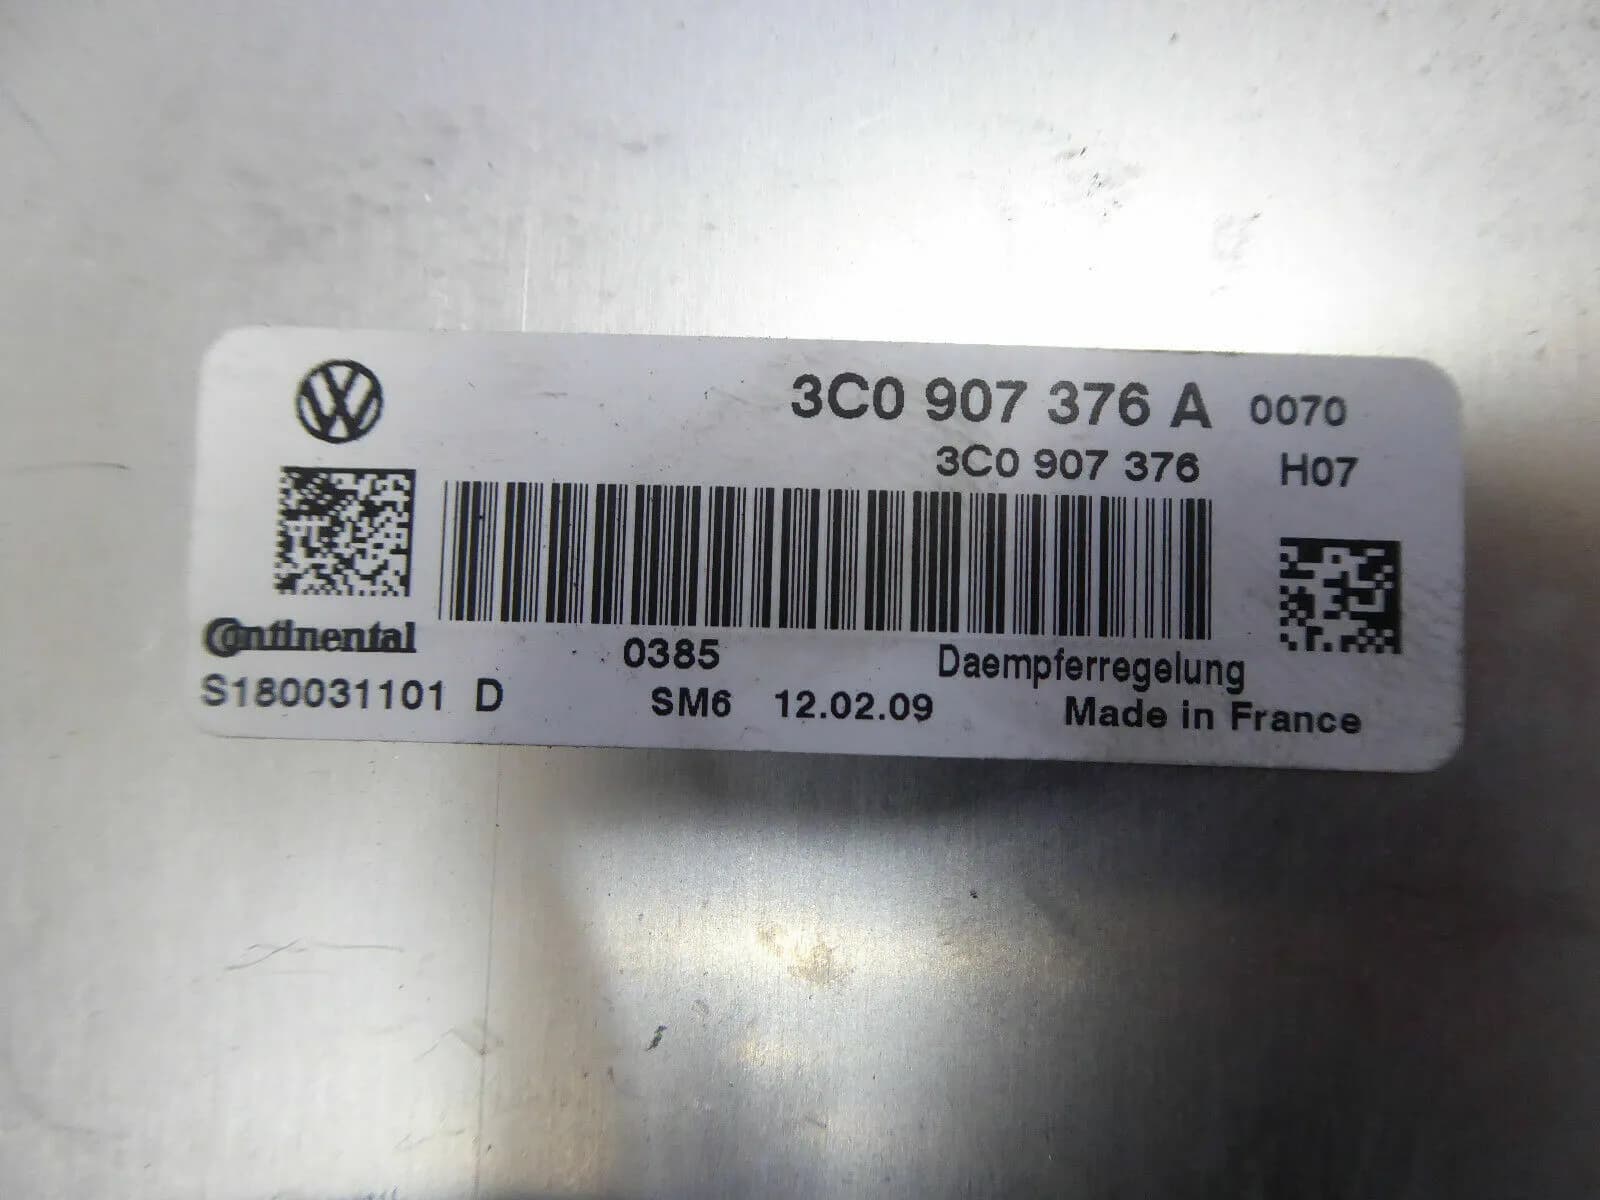 3C0 907 376 A 0070
3C0 907 376 H07
Continental
0385
Daempferregelung
S180031101 D
SM6 12.02.09
Made in France